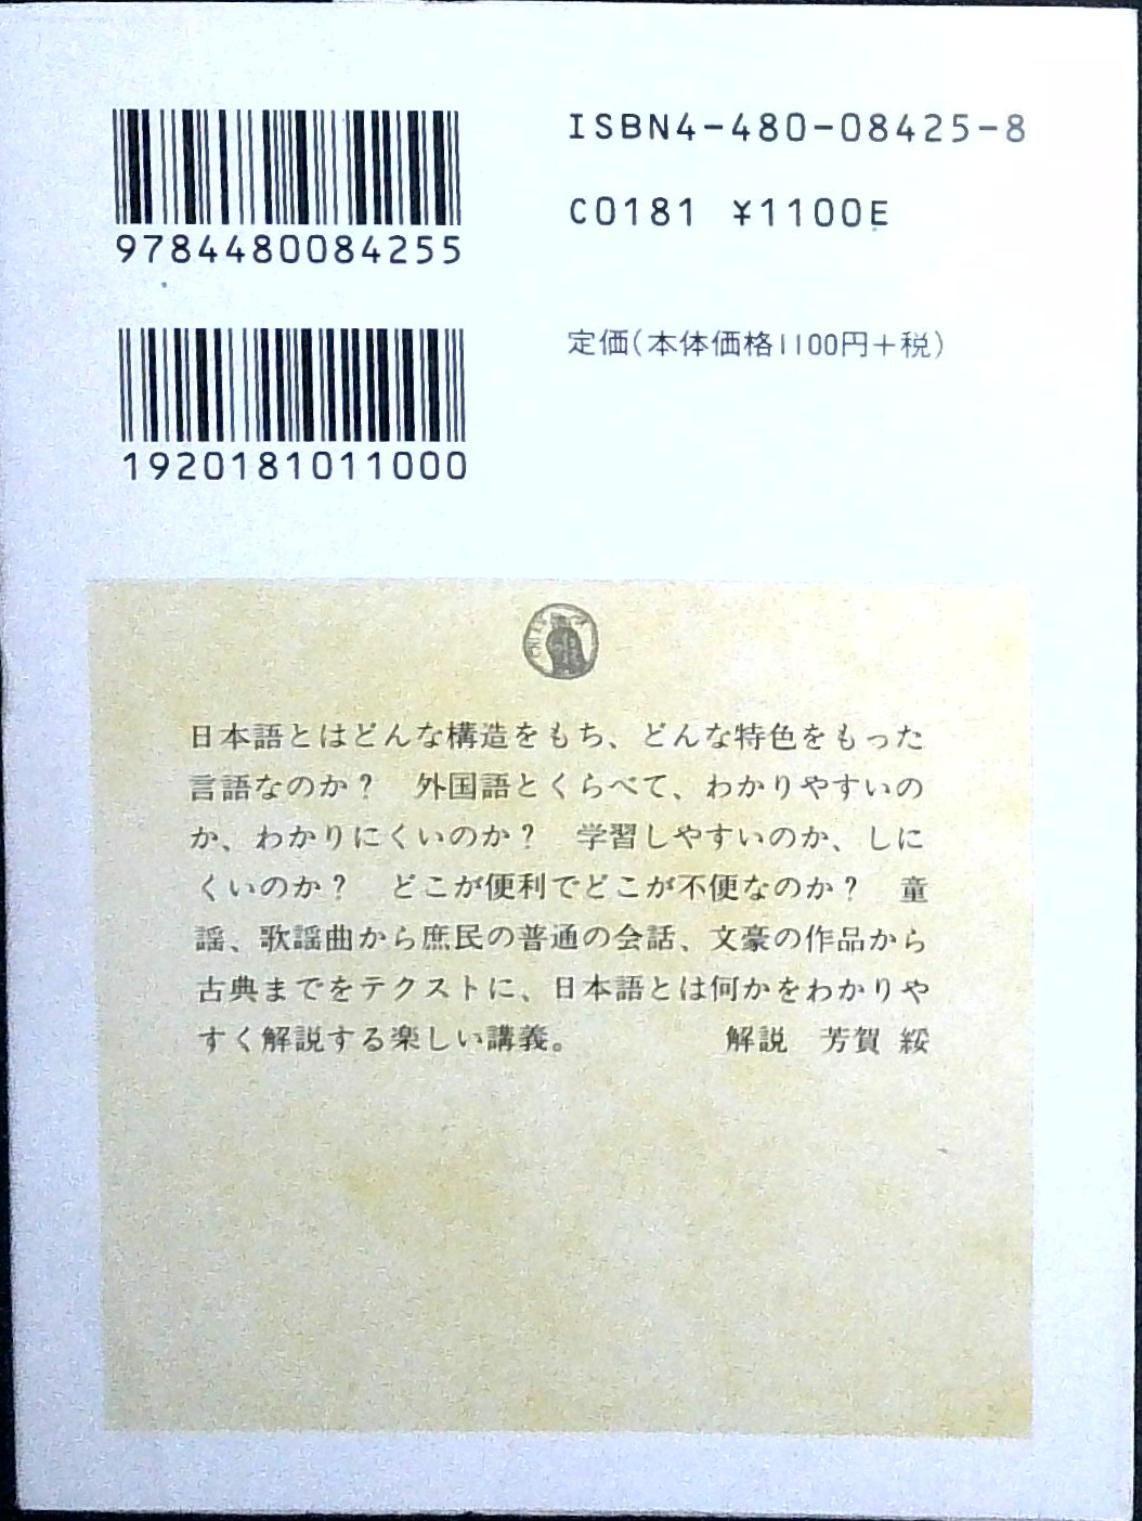 ISBN4-480-08425-8
9784480084255
C0181 ¥1100E
定価(本体価格1100円+税)
1920181011000
日本語とはどんな構造をもち、どんな特色をもった
言語なのか？　外国語とくらべて、わかりやすいの
か、わかりにくいのか？　学習しやすいのか、しに
くいのか？　どこが便利でどこが不便なのか？　童
謡、歌謡曲から庶民の普通の会話、文豪の作品から
古典までをテクストに、日本語とは何かをわかりや
すく解説する楽しい講義。　解説　芳賀 綏